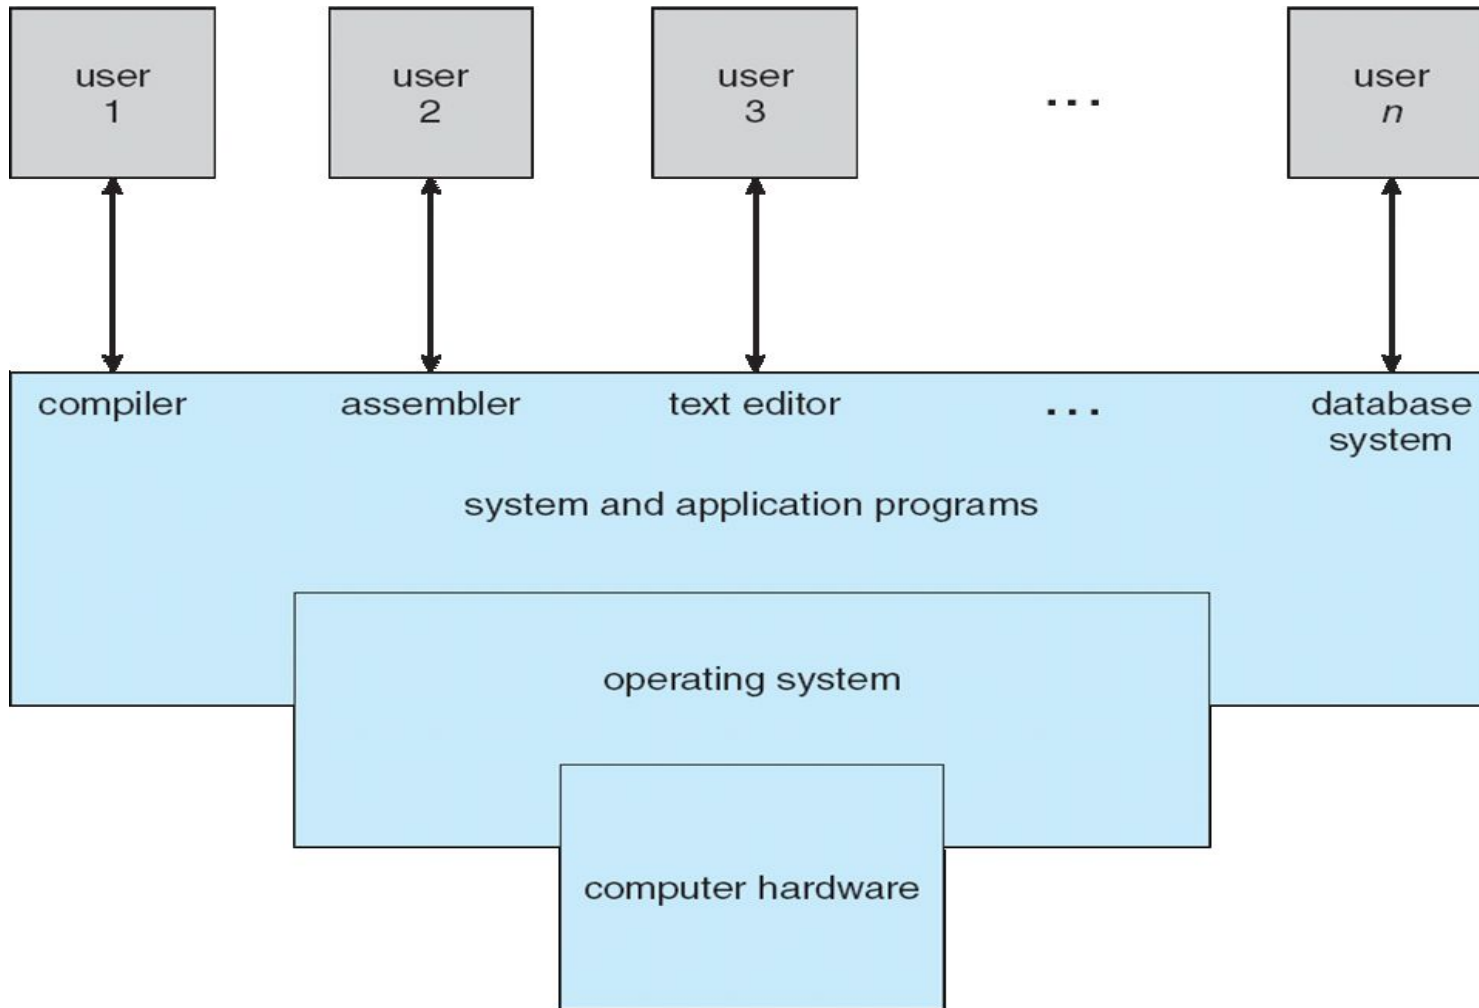 user
1
user
2
user
3
...
user
n
compiler
assembler
text editor
...
database
system
system and application programs
operating system
computer hardware